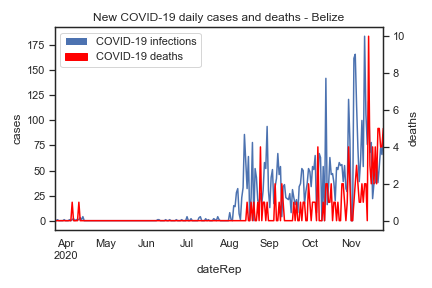 New COVID-19 daily cases and deaths - Belize
COVID-19 infections
COVID-19 deaths
175
150
125
100
75
50
25
0
cases
10
8
6
4
2
0
deaths
Apr May Jun Jul Aug Sep Oct Nov
2020
dateRep